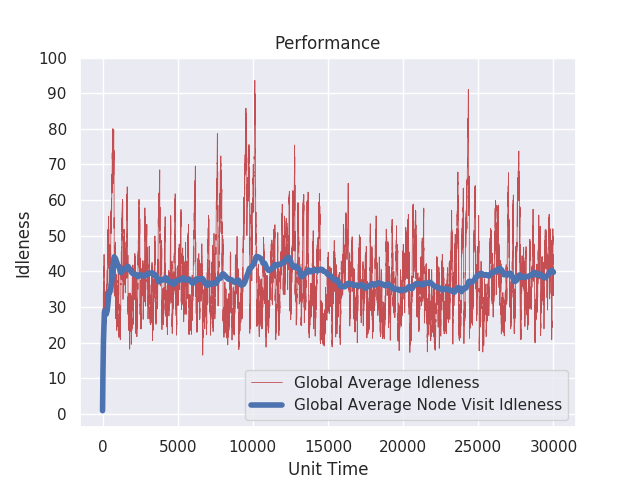 Performance
100
90
80
70
60
50
40
30
20
10
0
Idleness
Global Average Idleness
Global Average Node Visit Idleness
0 5000 10000 15000 20000 25000 30000
Unit Time